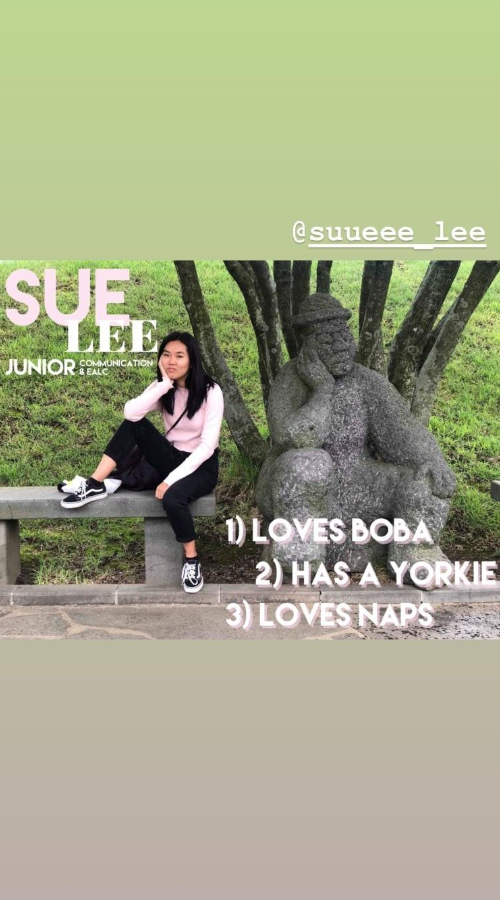 @suueee_lee
SUE
LEE
JUNIOR COMMUNICATION
& EALC
1) LOVES BOBA
2) HAS A YORKIE
3) LOVES NAPS